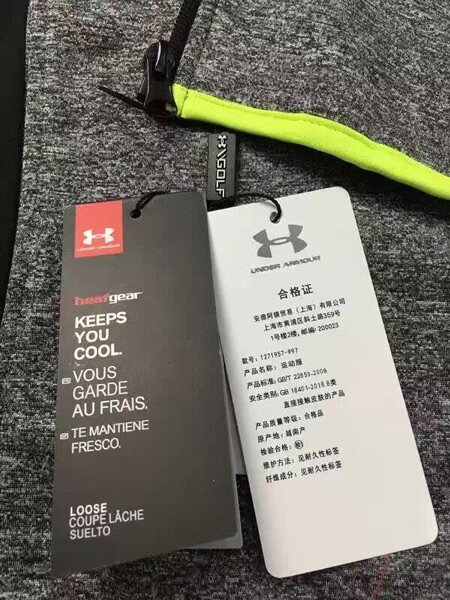 GOLF
heatgear
KEEPS
YOU
COOL.
VOUS
GARDE
AU FRAIS.
TE MANTIENE
FRESCO.
LOOSE
COUPE LÂCHE
SUELTO
UNDER ARMOUR
合格证
安德阿镆贸易（上海）有限公司
上海市黄浦区斜土路359号
1号楼2楼, 邮编: 200023
款号: 1271957-997
产品名称: 运动服
产品标准: GB/T 22853-2009
安全类别: GB 18401-2010 B类
直接接触皮肤的产品
产品质量等级: 合格品
原产地: 越南产
检验合格:
维护方法: 见耐久性标签
纤维成分: 见耐久性标签